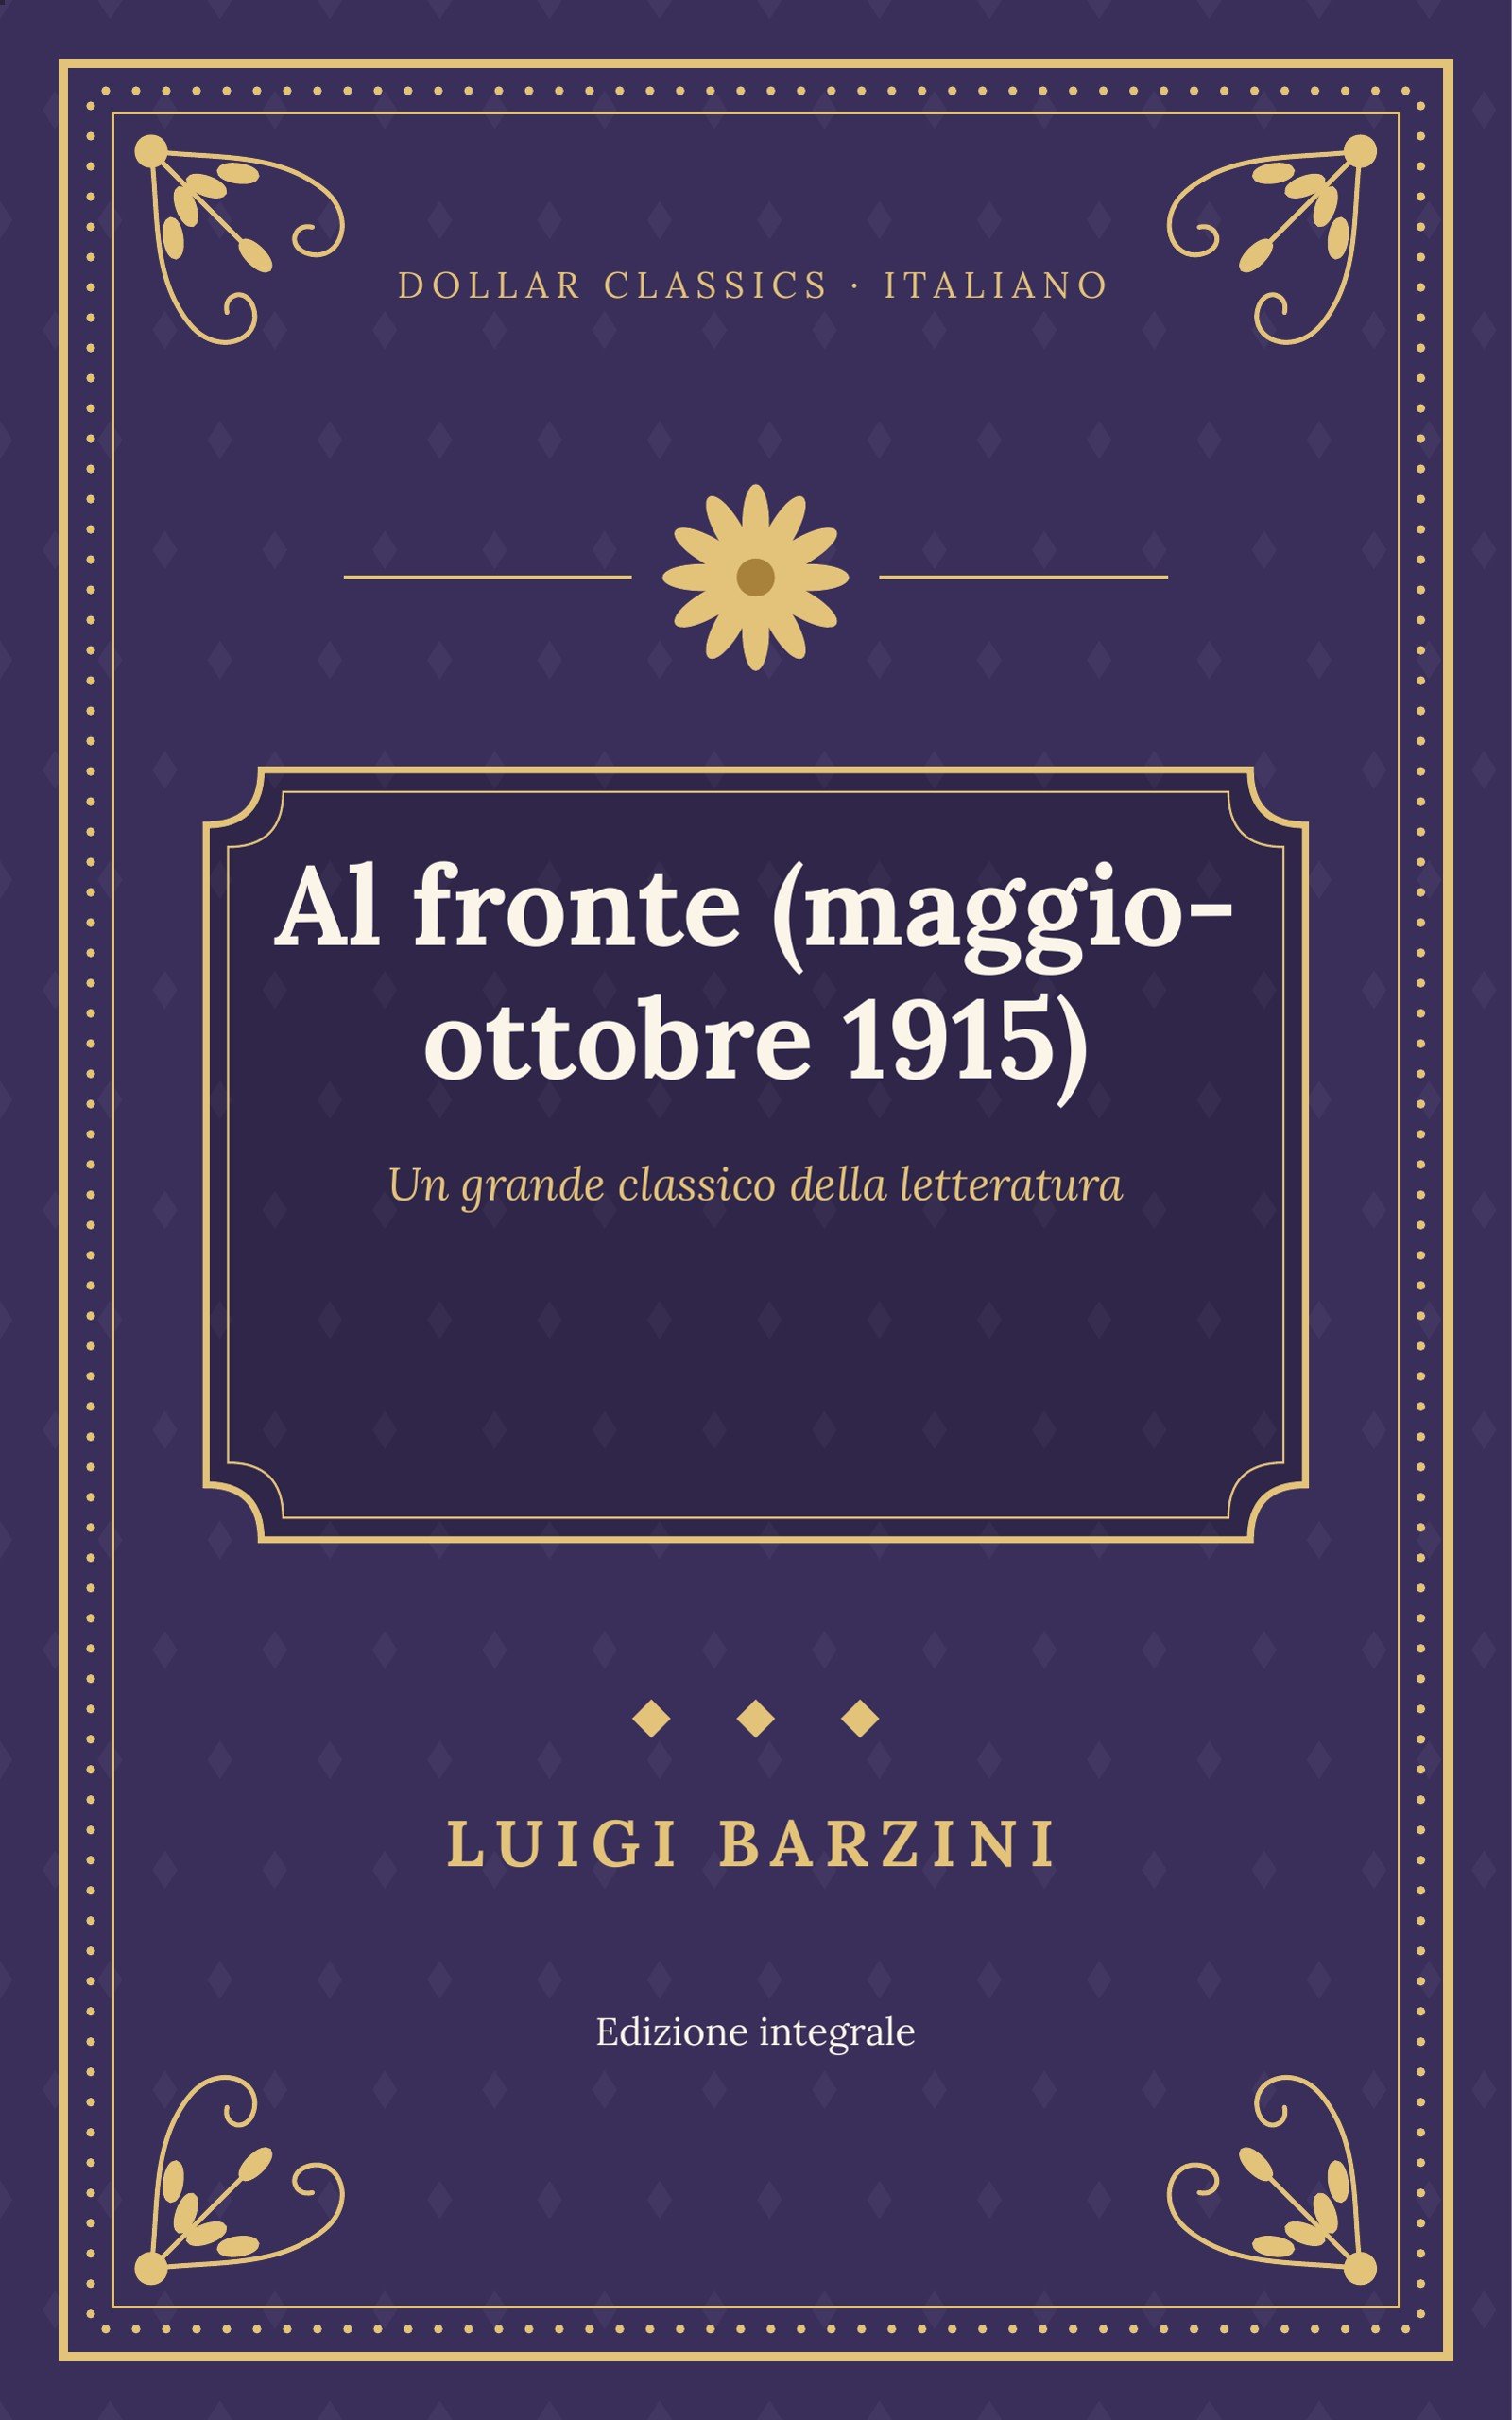 DOLLAR CLASSICS · ITALIANO
Al fronte (maggio-
ottobre 1915)
Un grande classico della letteratura
LUIGI BARZINI
Edizione integrale